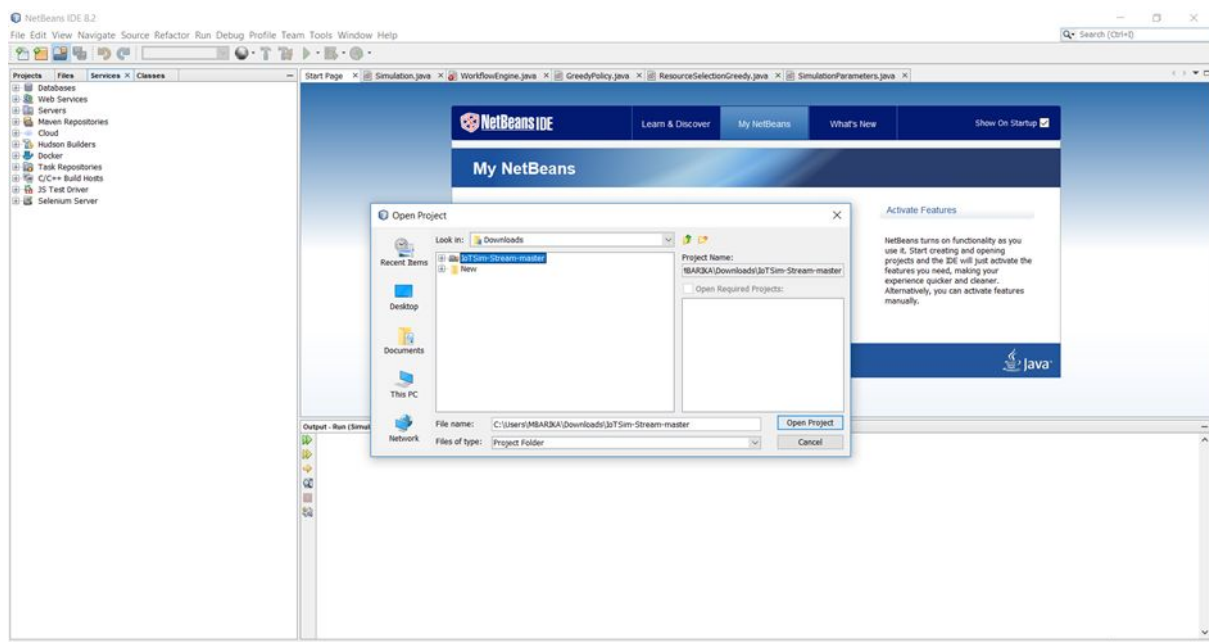 NetBeans IDE 8.2
File Edit View Navigate Source Refactor Run Debug Profile Team Tools Window Help
Search (Ctrl+I)
Projects Files Services Classes
Start Page Simulation.java WorkflowEngine.java GreedyPolicy.java ResourceSelectionGreedy.java SimulationParameters.java
Databases
Web Services
Servers
Maven Repositories
Cloud
Hudson Builders
Docker
Task Repositories
C/C++ Build Hosts
JS Test Driver
Selenium Server
NetBeans IDE
Learn & Discover My NetBeans What's New Show On Startup
My NetBeans
Activate Features
NetBeans turns on functionality as you
use it. Start creating and opening
projects and the IDE will just activate the
features you need, making your
experience quicker and cleaner.
Alternatively, you can activate features
manually.
Java
Open Project
Look in: Downloads
Recent Items
Desktop
Documents
This PC
Network
IoTSim-Stream-master
New
Project Name:
BARIKA\Downloads\IoTSim-Stream-master
Open Required Projects:
File name: C:\Users\MBARIKA\Downloads\IoTSim-Stream-master
Open Project
Files of type: Project Folder
Cancel
Output - Run (Simul